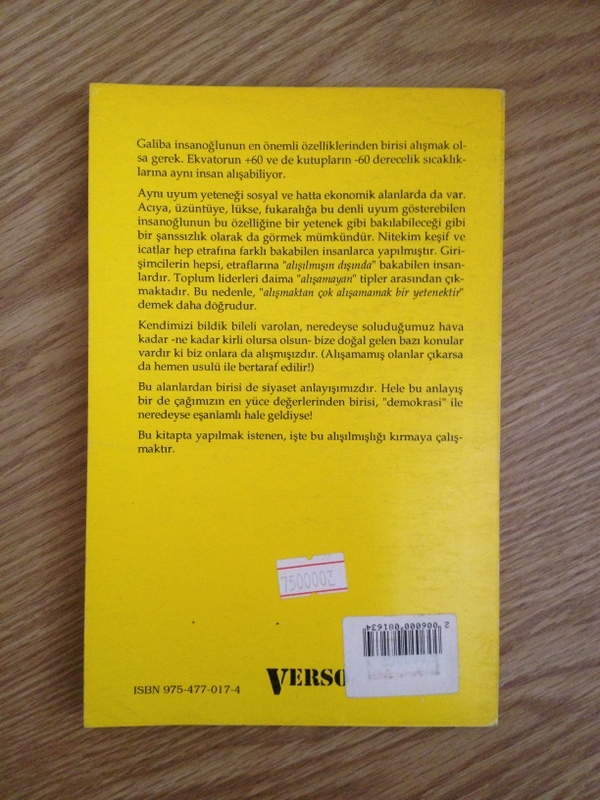 Galiba insanoğlunun en önemli özelliklerinden birisi alışmak ol-
sa gerek. Ekvatorun +60 ve de kutupların -60 derecelik sıcaklık-
larına aynı insan alışabiliyor.
Aynı uyum yeteneği sosyal ve hatta ekonomik alanlarda da var.
Acıya, üzüntüye, lükse, fukaralığa bu denli uyum gösterebilen
insanoğlunun bu özelliğine bir yetenek gibi bakılabileceği gibi
bir şanssızlık olarak da görmek mümkündür. Nitekim keşif ve
icatlar hep etrafına farklı bakabilen insanlarca yapılmıştır. Giri-
şimcilerin hepsi, etraflarına "alışılmışın dışında" bakabilen insan-
lardır. Toplum liderleri daima "alışamayan" tipler arasından çık-
maktadır. Bu nedenle, "alışmaktan çok alışamamak bir yetenektir"
demek daha doğrudur.
Kendimizi bildik bileli varolan, neredeyse soluduğumuz hava
kadar -ne kadar kirli olursa olsun- bize doğal gelen bazı konular
vardır ki biz onlara da alışmışızdır. (Alışamamış olanlar çıkarsa
da hemen usulü ile bertaraf edilir!)
Bu alanlardan birisi de siyaset anlayışımızdır. Hele bu anlayış
bir de çağımızın en yüce değerlerinden birisi, "demokrasi" ile
neredeyse eşanlamlı hale geldiyse!
Bu kitapta yapılmak istenen, işte bu alışılmışlığı kırmaya çalış-
maktır.
750000
2 006000 081634
VERSO
ISBN 975-477-017-4